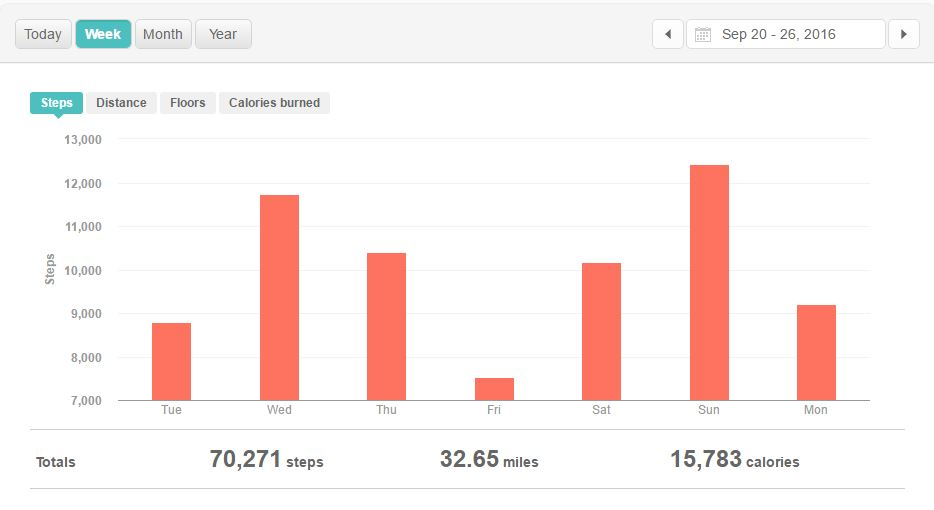 Today Week Month Year Sep 20 - 26, 2016
Steps Distance Floors Calories burned
13,000
12,000
11,000
10,000
9,000
8,000
7,000
Steps
Tue Wed Thu Fri Sat Sun Mon
Totals 70,271 steps 32.65 miles 15,783 calories